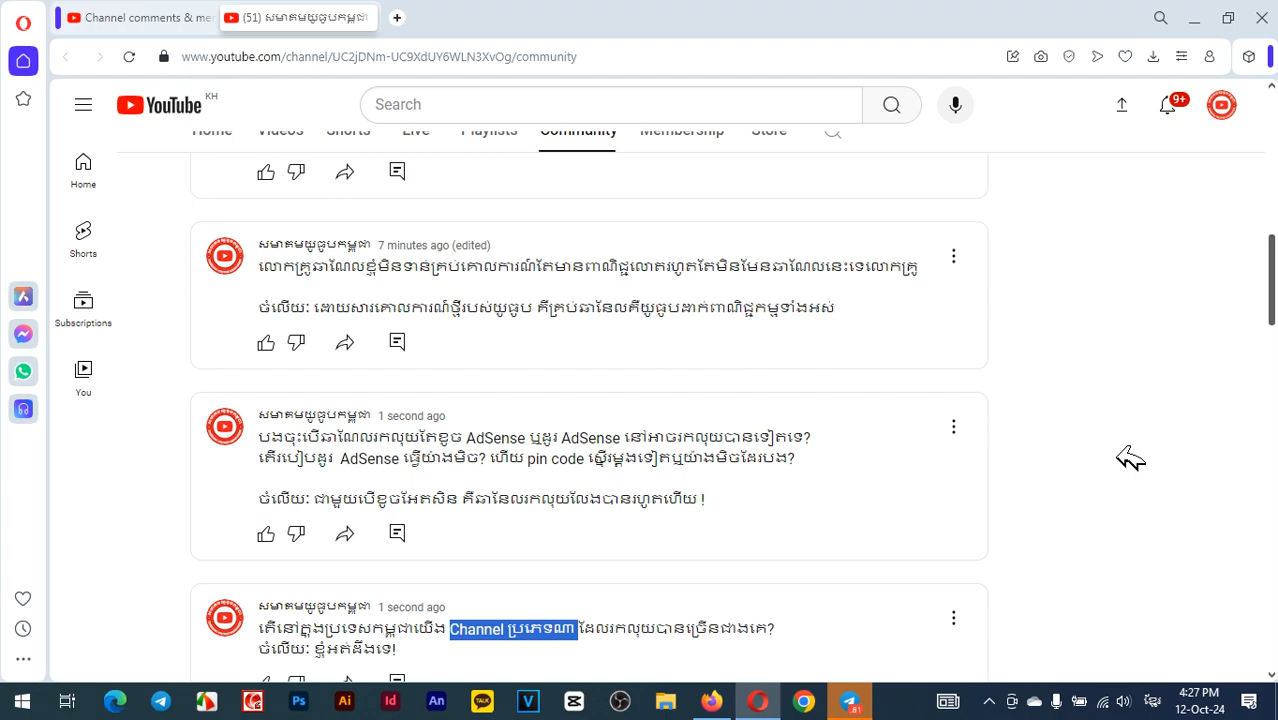 Channel comments & me
(51) សមាគមយូធូបកម្ពុជា
www.youtube.com/channel/UC2jDNm-UC9XdUY6WLN3XvOg/community
YouTube KH
Search
9+
Home Videos Shorts Live Playlists Community Membership Store
Home
Shorts
Subscriptions
You
សមាគមយូធូបកម្ពុជា 7 minutes ago (edited)
លោកគ្រូឆាណែលខ្ញុំមិនទាន់គ្រប់គោលការណ៍តែមានពាណិជ្ជលោតរហូតតែមិនមែនឆាណែលនេះទេលោកគ្រូ
ចំលើយ: ដោយសារគោលការណ៍ថ្មីរបស់យូធូប គឺគ្រប់ឆានែលគឺយូធូបដាក់ពាណិជ្ជកម្មទាំងអស់
សមាគមយូធូបកម្ពុជា 1 second ago
បងចុះបើឆាណែលរកលុយតែខូច AdSense ឬដូរ AdSense នៅអាចរកលុយបានទៀតទេ?
តើរបៀបដូរ AdSense ធ្វើយ៉ាងមិច? ហើយ pin code ស្នើរម្ដងទៀតឬយ៉ាងមិចដែរបង?
ចំលើយ: ជាមួយបើខូចអែតសិន គឺឆានែលរកលុយលែងបានរហូតហើយ !
សមាគមយូធូបកម្ពុជា 1 second ago
តើនៅក្នុងប្រទេសកម្ពុជាយើង Channel ប្រភេទណា ដែលរកលុយបានច្រើនជាងគេ?
ចំលើយ: ខ្ញុំអត់ដឹងទេ!
Ps
Ai
Id
An
TALK
V
81
4:27 PM
12-Oct-24